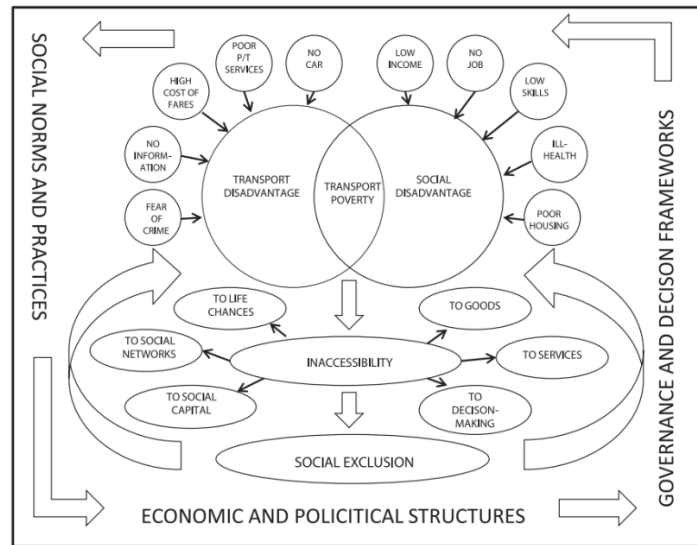 SOCIAL NORMS AND PRACTICES
POOR
P/T
SERVICES
NO
CAR
LOW
INCOME
NO
JOB
HIGH
COST OF
FARES
LOW
SKILLS
NO
INFORM-
ATION
ILL-
HEALTH
FEAR
OF
CRIME
POOR
HOUSING
TRANSPORT
DISADVANTAGE
TRANSPORT
POVERTY
SOCIAL
DISADVANTAGE
TO LIFE
CHANCES
TO GOODS
TO SOCIAL
NETWORKS
INACCESSIBILITY
TO SERVICES
TO SOCIAL
CAPITAL
TO
DECISON-
MAKING
SOCIAL EXCLUSION
ECONOMIC AND POLICITICAL STRUCTURES
GOVERNANCE AND DECISON FRAMEWORKS